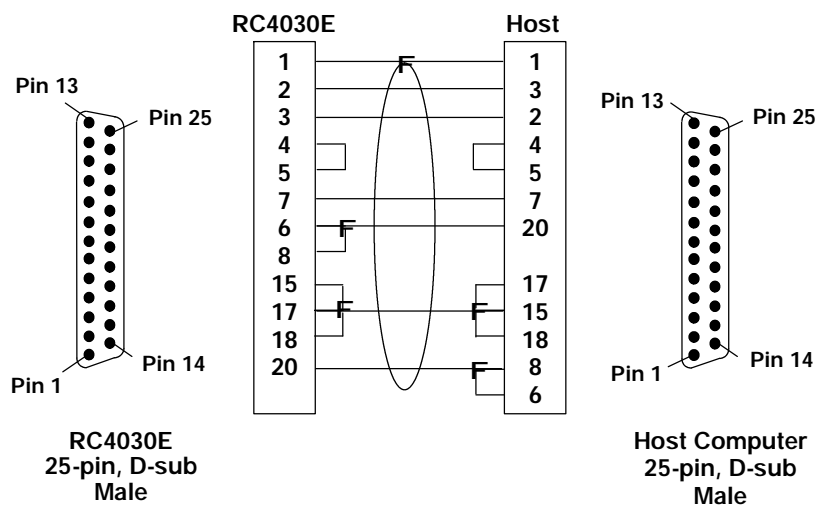 RC4030E Host
1 F 1
2 3
3 2
4 4
5 5
7 7
6 F 20
8
15 17
17 F F 15
18 18
20 F 8
6
Pin 13
Pin 25
Pin 14
Pin 1
Pin 13
Pin 25
Pin 14
Pin 1
RC4030E
25-pin, D-sub
Male
Host Computer
25-pin, D-sub
Male